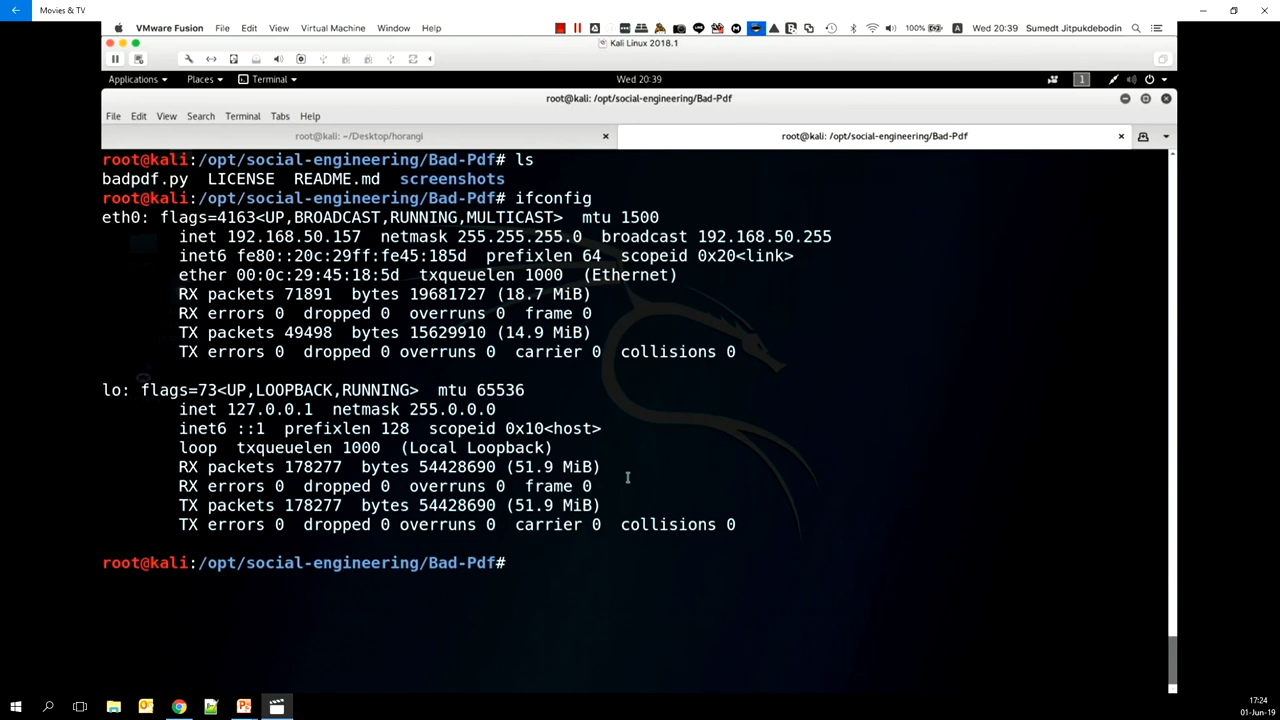 Movies & TV
VMware Fusion File Edit View Virtual Machine Window Help 100% A Wed 20:39 Sumedt Jitpukdebodin
Kali Linux 2018.1
Applications Places Terminal Wed 20:39 1
root@kali: /opt/social-engineering/Bad-Pdf
File Edit View Search Terminal Tabs Help
root@kali: ~/Desktop/horangi root@kali: /opt/social-engineering/Bad-Pdf
root@kali:/opt/social-engineering/Bad-Pdf# ls
badpdf.py LICENSE README.md screenshots
root@kali:/opt/social-engineering/Bad-Pdf# ifconfig
eth0: flags=4163<UP,BROADCAST,RUNNING,MULTICAST> mtu 1500
inet 192.168.50.157 netmask 255.255.255.0 broadcast 192.168.50.255
inet6 fe80::20c:29ff:fe45:185d prefixlen 64 scopeid 0x20<link>
ether 00:0c:29:45:18:5d txqueuelen 1000 (Ethernet)
RX packets 71891 bytes 19681727 (18.7 MiB)
RX errors 0 dropped 0 overruns 0 frame 0
TX packets 49498 bytes 15629910 (14.9 MiB)
TX errors 0 dropped 0 overruns 0 carrier 0 collisions 0
lo: flags=73<UP,LOOPBACK,RUNNING> mtu 65536
inet 127.0.0.1 netmask 255.0.0.0
inet6 ::1 prefixlen 128 scopeid 0x10<host>
loop txqueuelen 1000 (Local Loopback)
RX packets 178277 bytes 54428690 (51.9 MiB)
RX errors 0 dropped 0 overruns 0 frame 0
TX packets 178277 bytes 54428690 (51.9 MiB)
TX errors 0 dropped 0 overruns 0 carrier 0 collisions 0
root@kali:/opt/social-engineering/Bad-Pdf#
17:24
01-Jun-19